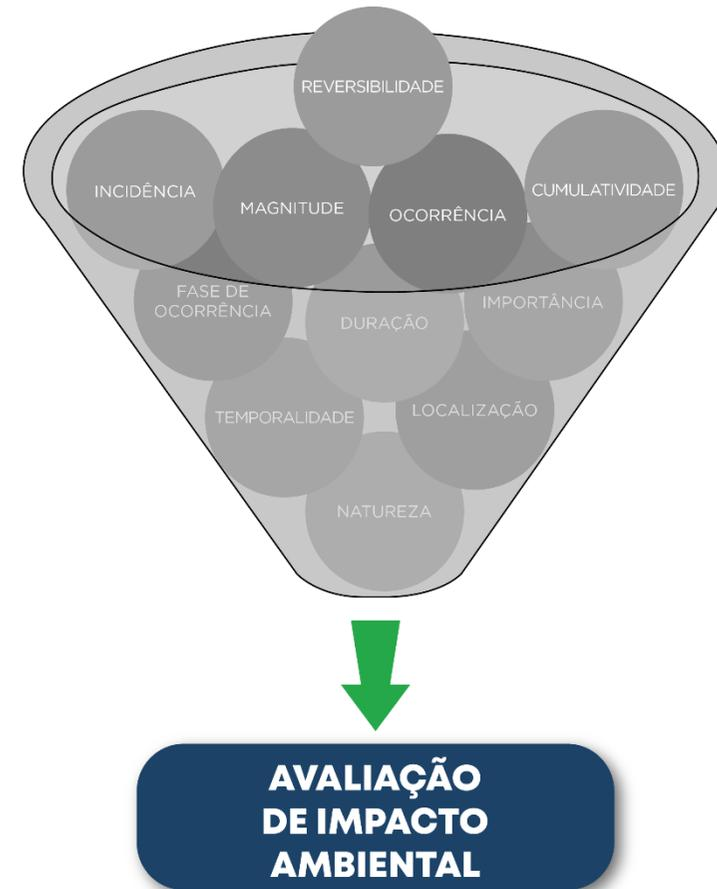 REVERSIBILIDADE
INCIDÊNCIA
MAGNITUDE
OCORRÊNCIA
CUMULATIVIDADE
FASE DE
OCORRÊNCIA
DURAÇÃO
IMPORTÂNCIA
TEMPORALIDADE
LOCALIZAÇÃO
NATUREZA
AVALIAÇÃO
DE IMPACTO
AMBIENTAL